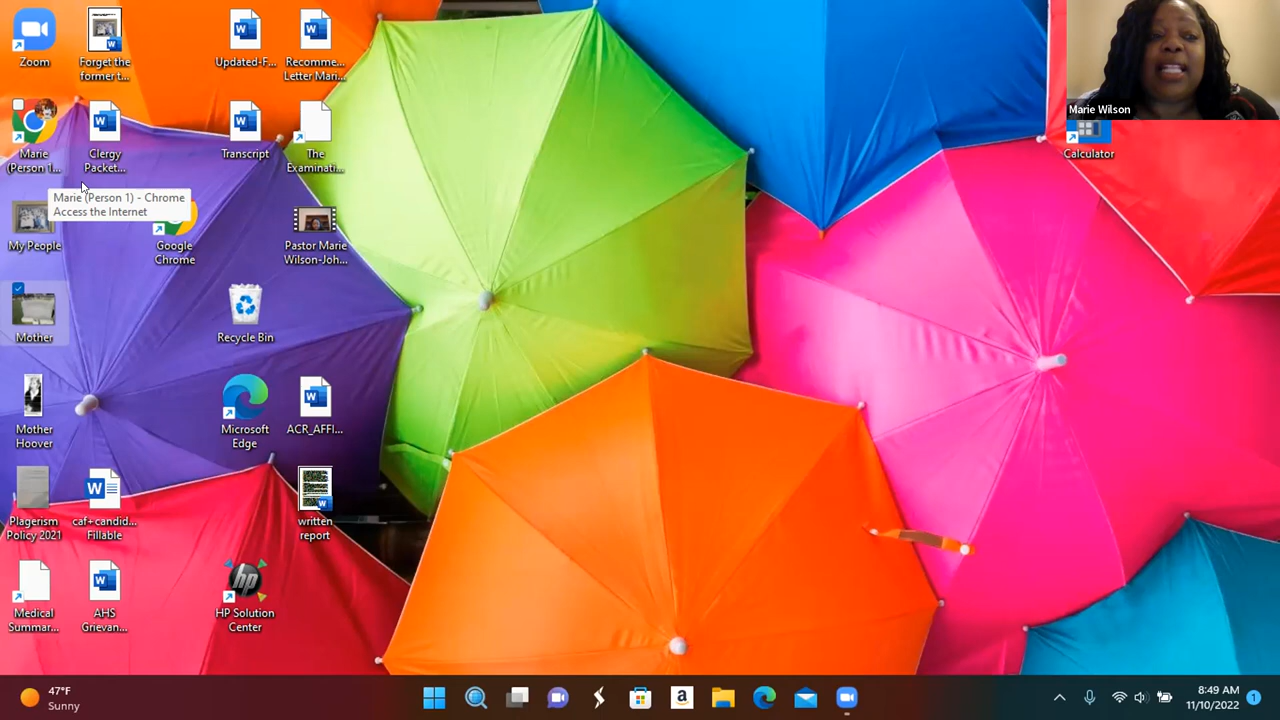 Zoom
Forget the
former t...
Updated-F...
Recomme...
Letter Mari...
Marie Wilson
Marie
(Person 1...
Clergy
Packet...
Transcript
The
Examinati...
Calculator
Marie (Person 1) - Chrome
Access the Internet
My People
Google
Chrome
Pastor Marie
Wilson-Joh...
Mother
Recycle Bin
Mother
Hoover
Microsoft
Edge
ACR_AFFI...
Plagerism
Policy 2021
caf+candid...
Fillable
written
report
Medical
Summar...
AHS
Grievan...
HP Solution
Center
47°F
Sunny
8:49 AM
11/10/2022
1